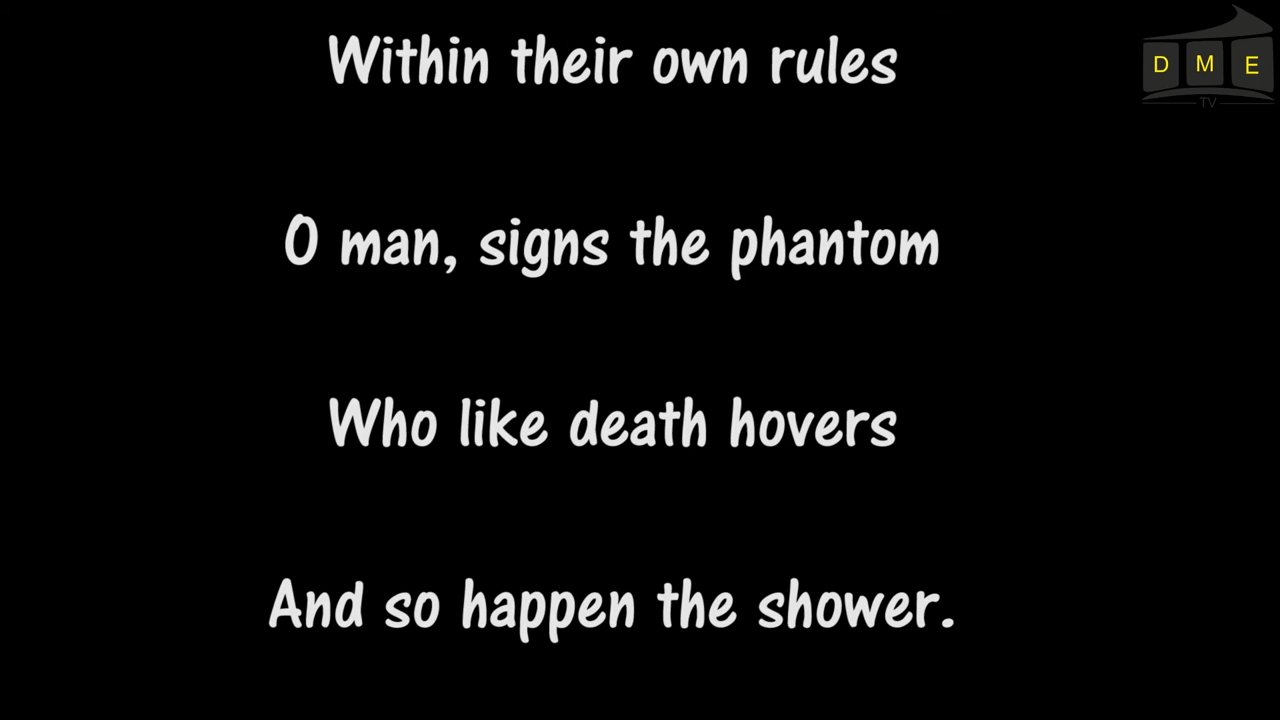 Within their own rules
D M E
TV
O man, signs the phantom
Who like death hovers
And so happen the shower.